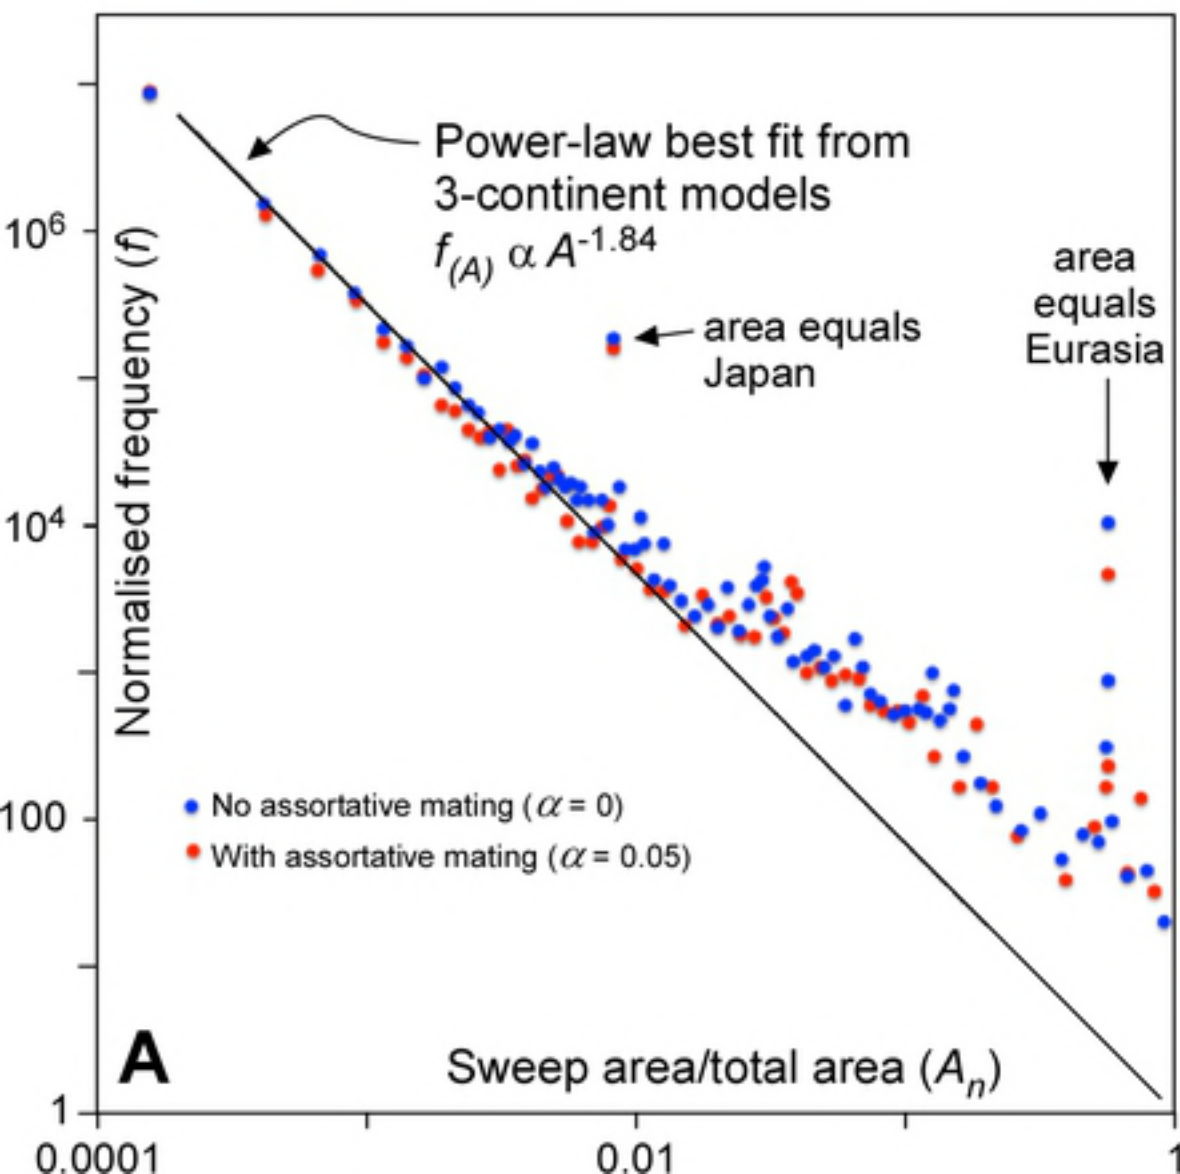 Power-law best fit from
3-continent models
f(A) α A-1.84
area
equals
Eurasia
area equals
Japan
Normalised frequency (f)
10⁶
10⁴
100
1
No assortative mating (α = 0)
With assortative mating (α = 0.05)
A
Sweep area/total area (Aₙ)
0.0001
0.01
1